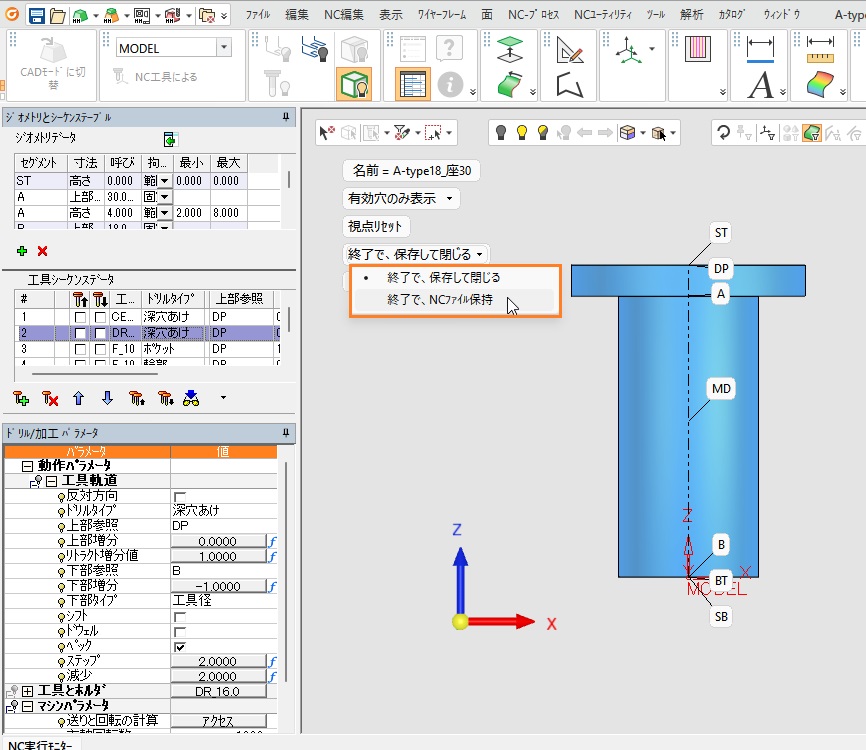 ﾌｧｲﾙ 編集 NC編集 表示 ﾜｲﾔｰﾌﾚｰﾑ 面 NC-ﾌﾟﾛｾｽ NCﾕｰﾃｨﾘﾃｨ ﾂｰﾙ 解析 ｶﾀﾛｸﾞ ｳｨﾝﾄﾞｳ A-type
MODEL
CADﾓｰﾄﾞに切替
NC工具による
ｼﾞｵﾒﾄﾘとｼｰｹﾝｽﾃｰﾌﾞﾙ
ｼﾞｵﾒﾄﾘﾃﾞｰﾀ
ｾｸﾞﾒﾝﾄ 寸法 呼び 拘... 最小 最大
ST 高さ 0.000 範 0.000 0.000
A 上部... 30.0... 固
A 高さ 4.000 範 2.000 8.000
工具ｼｰｹﾝｽﾃﾞｰﾀ
# 工... ﾄﾞﾘﾙﾀｲﾌﾟ 上部参照
1 CE... 深穴あけ DP
2 DR... 深穴あけ DP
3 F_10 ﾎﾟｹｯﾄ DP
4 F_10 輪郭 DP
ﾄﾞﾘﾙ/加工 ﾊﾟﾗﾒｰﾀ
ﾊﾟﾗﾒｰﾀ 値
動作ﾊﾟﾗﾒｰﾀ
工具軌道
反対方向
ﾄﾞﾘﾙﾀｲﾌﾟ 深穴あけ
上部参照 DP
上部増分 0.0000 f
ﾘﾄﾗｸﾄ増分値 1.0000 f
下部参照 B
下部増分 -1.0000 f
下部ﾀｲﾌﾟ 工具径
ｼﾌﾄ
ﾄﾞｳｪﾙ
ﾍﾟｯｸ
ｽﾃｯﾌﾟ 2.0000 f
減少 2.0000 f
工具とﾎﾙﾀﾞ DR_16.0
ﾏｼﾝﾊﾟﾗﾒｰﾀ
送りと回転の計算 ｱｸｾｽ
NC実行ﾓﾆﾀｰ
名前 = A-type18_座30
有効穴のみ表示
視点ﾘｾｯﾄ
終了で、保存して閉じる
• 終了で、保存して閉じる
終了で、NCﾌｧｲﾙ保持
ST
DP
A
MD
Z
B
X
BT
MODEL
SB
Z
X